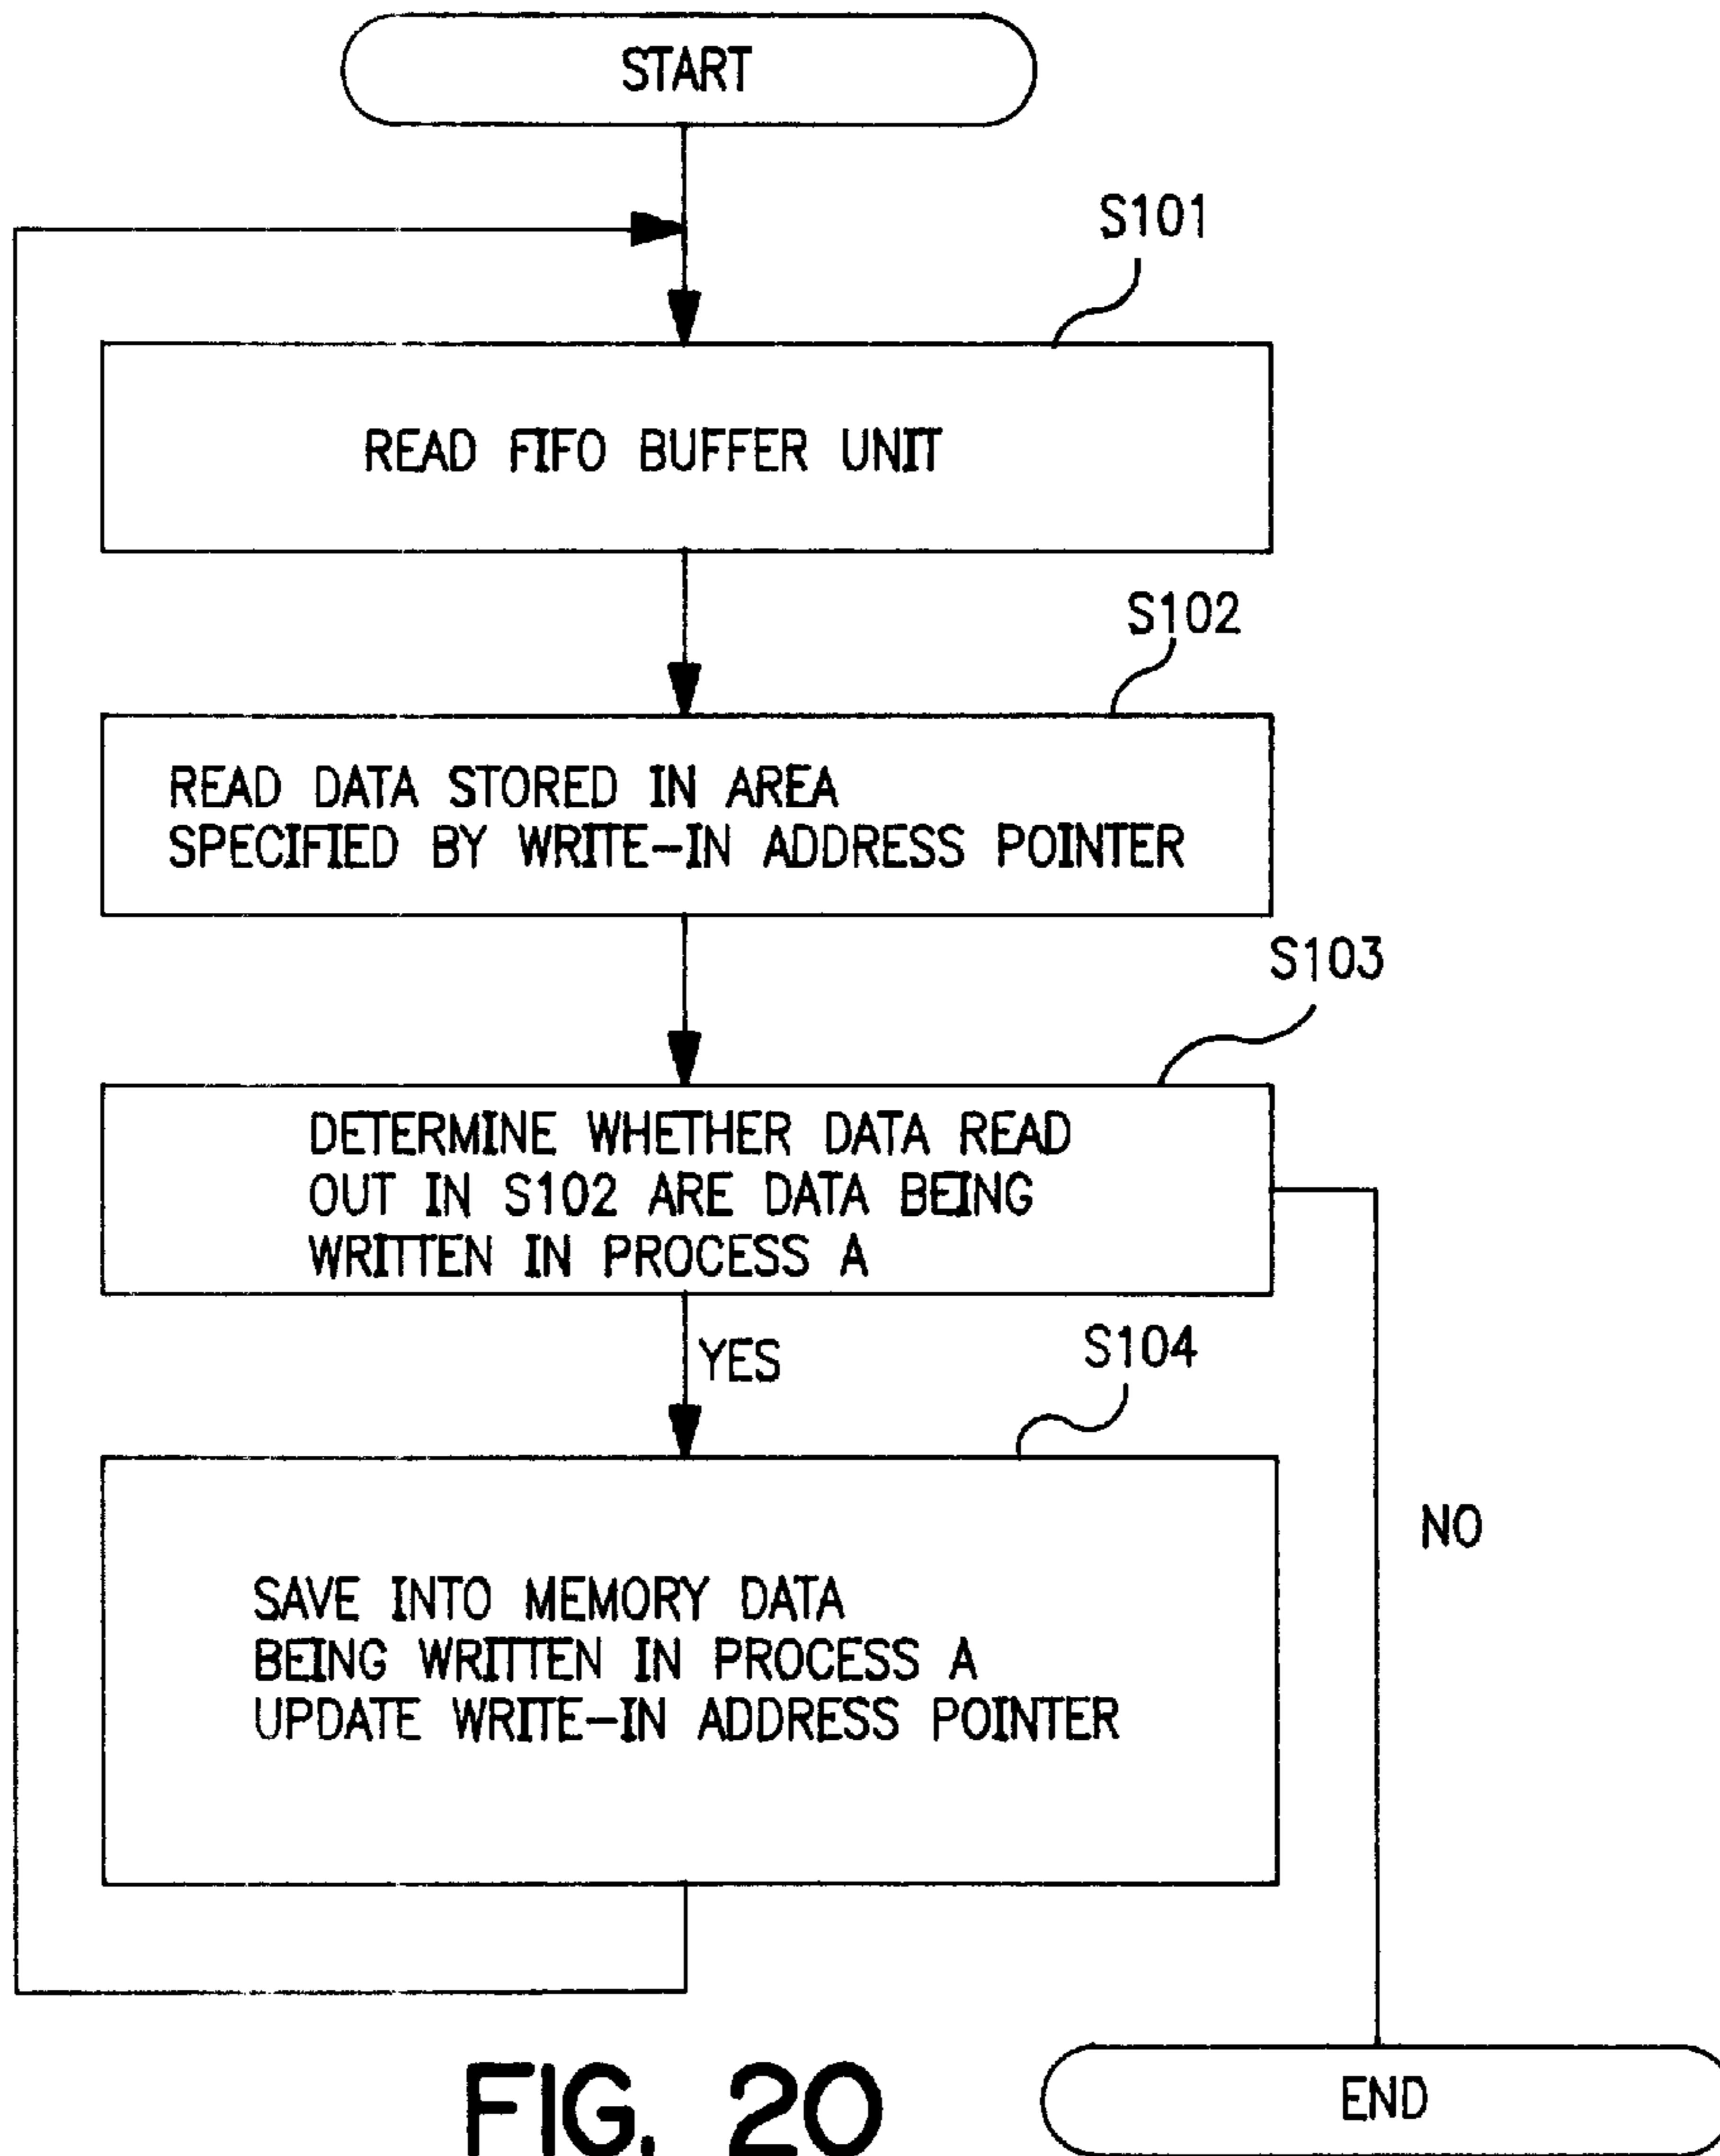 START
S101
READ FIFO BUFFER UNIT
S102
READ DATA STORED IN AREA
SPECIFIED BY WRITE-IN ADDRESS POINTER
S103
DETERMINE WHETHER DATA READ
OUT IN S102 ARE DATA BEING
WRITTEN IN PROCESS A
YES
S104
NO
SAVE INTO MEMORY DATA
BEING WRITTEN IN PROCESS A
UPDATE WRITE-IN ADDRESS POINTER
END
FIG. 20